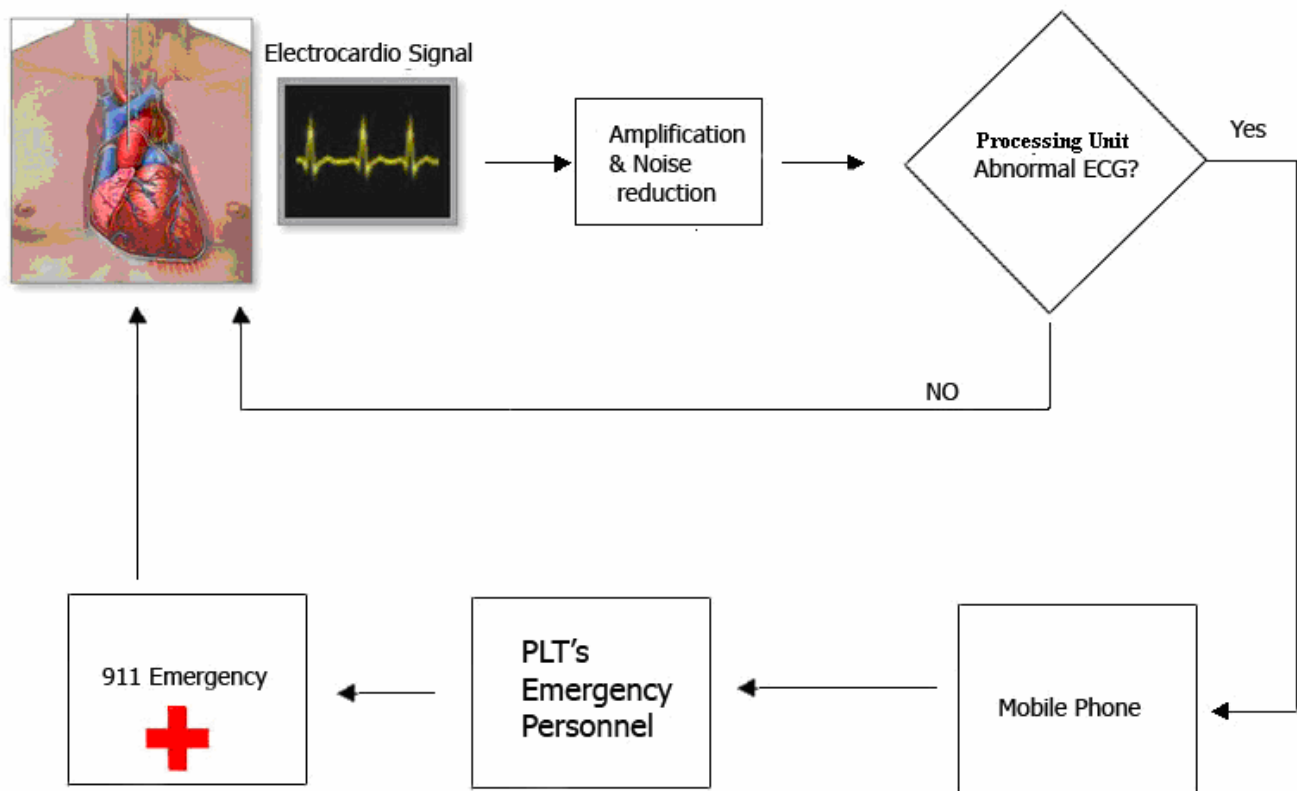 Electrocardio Signal
Amplification
& Noise
reduction
Processing Unit
Abnormal ECG?
Yes
NO
911 Emergency
PLT's
Emergency
Personnel
Mobile Phone